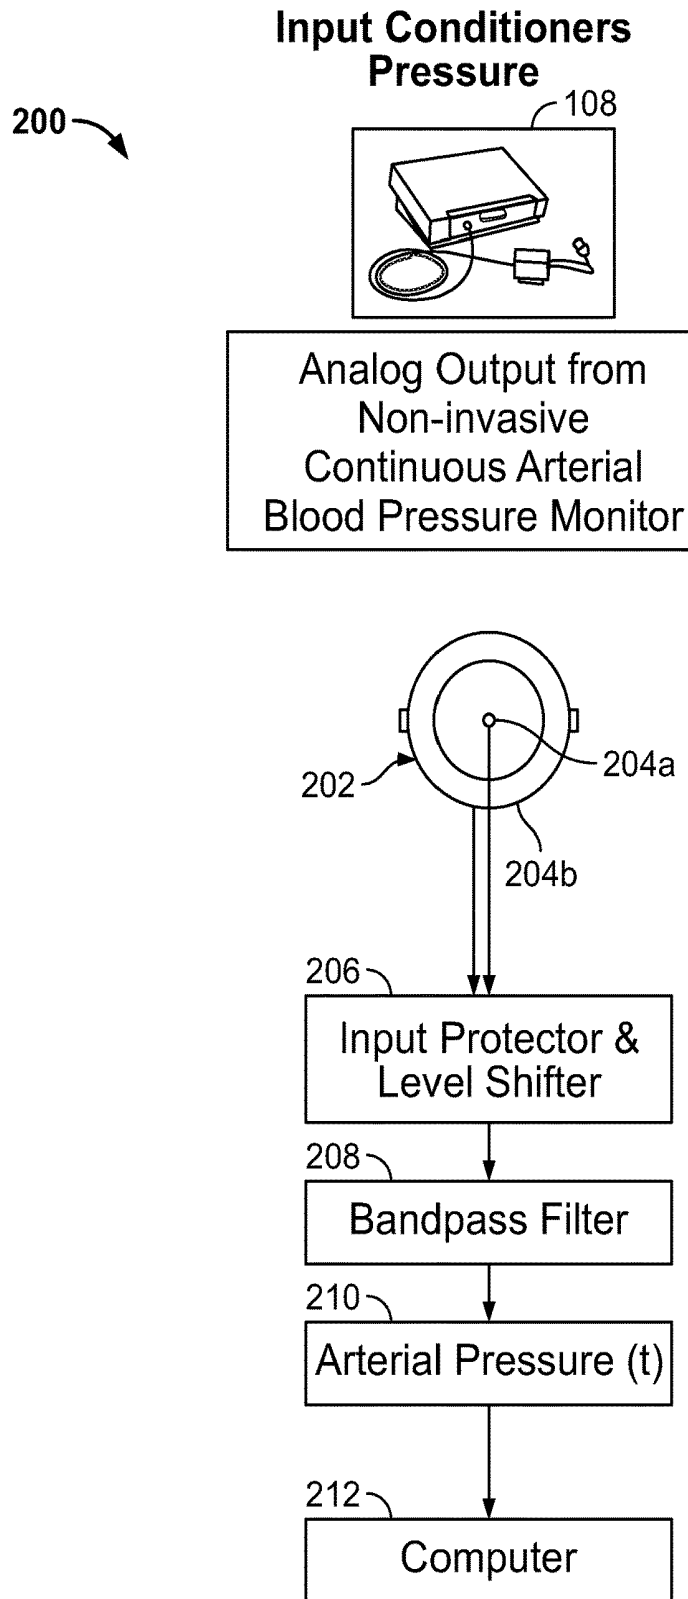 Input Conditioners
Pressure
200
108
Analog Output from
Non-invasive
Continuous Arterial
Blood Pressure Monitor
202
204a
204b
206
Input Protector &
Level Shifter
208
Bandpass Filter
210
Arterial Pressure (t)
212
Computer